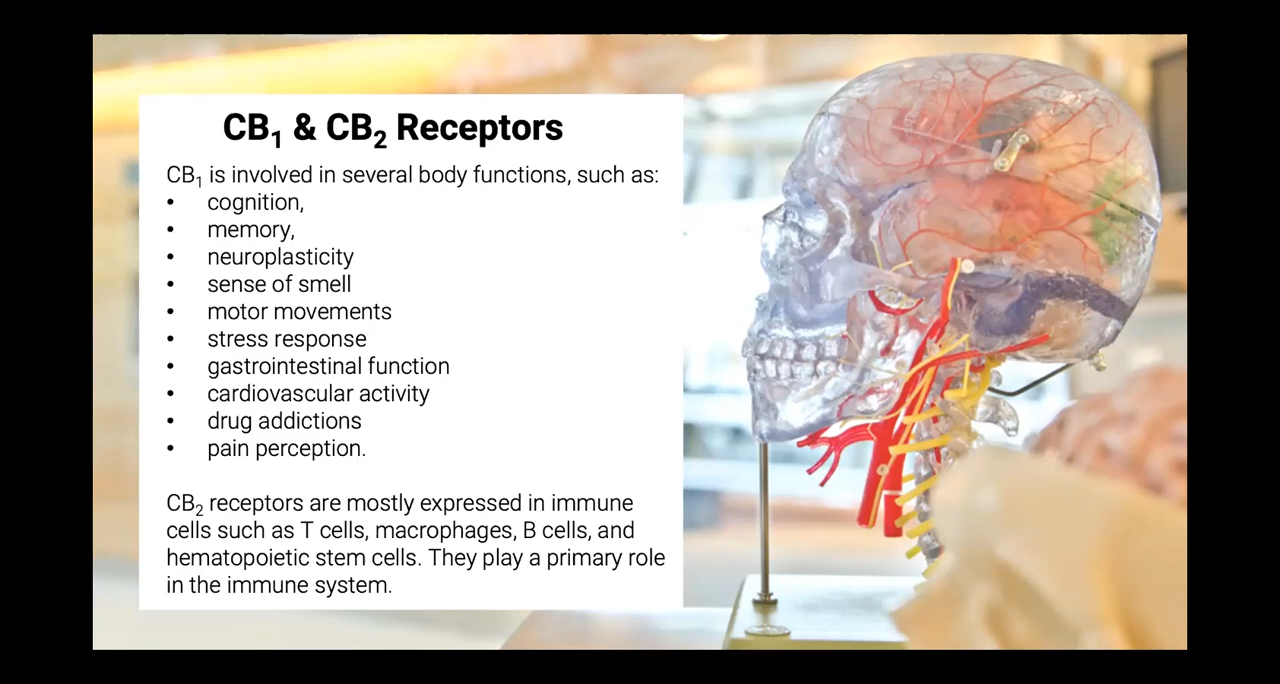 CB₁ & CB₂ Receptors
CB₁ is involved in several body functions, such as:
• cognition,
• memory,
• neuroplasticity
• sense of smell
• motor movements
• stress response
• gastrointestinal function
• cardiovascular activity
• drug addictions
• pain perception.
CB₂ receptors are mostly expressed in immune
cells such as T cells, macrophages, B cells, and
hematopoietic stem cells. They play a primary role
in the immune system.